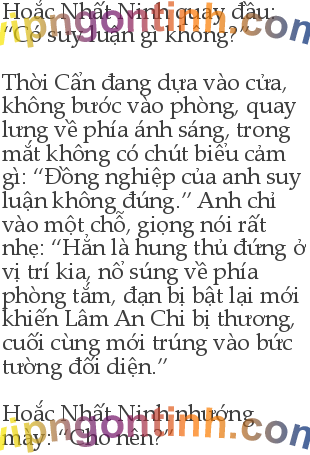 Hoắc Nhất Ninh quay đầu:
“Có suy luận gì không?”
Thời Cẩn đang dựa vào cửa,
không bước vào phòng, quay
lưng về phía ánh sáng, trong
mắt không có chút biểu cảm
gì: “Đồng nghiệp của anh suy
luận không đúng.” Anh chỉ
vào một chỗ, giọng nói rất
nhẹ: “Hẳn là hung thủ đứng ở
vị trí kia, nổ súng về phía
phòng tắm, đạn bị bật lại mới
khiến Lâm An Chi bị thương,
cuối cùng mới trúng vào bức
tường đối diện.”
Hoắc Nhất Ninh nhướng
mày: “Cho nên?”
vipngontinh.com
vipngontinh.com